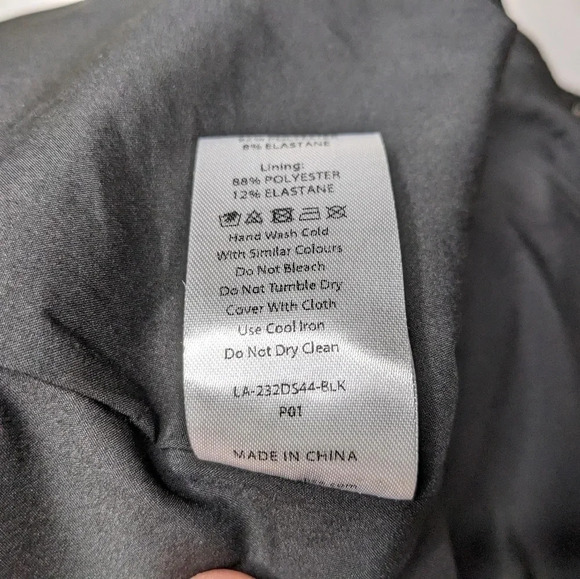 8% ELASTANE
Lining:
88% POLYESTER
12% ELASTANE
Hand Wash Cold
With Similar Colours
Do Not Bleach
Do Not Tumble Dry
Cover With Cloth
Use Cool Iron
Do Not Dry Clean
LA-232DS44-BLK
P01
MADE IN CHINA